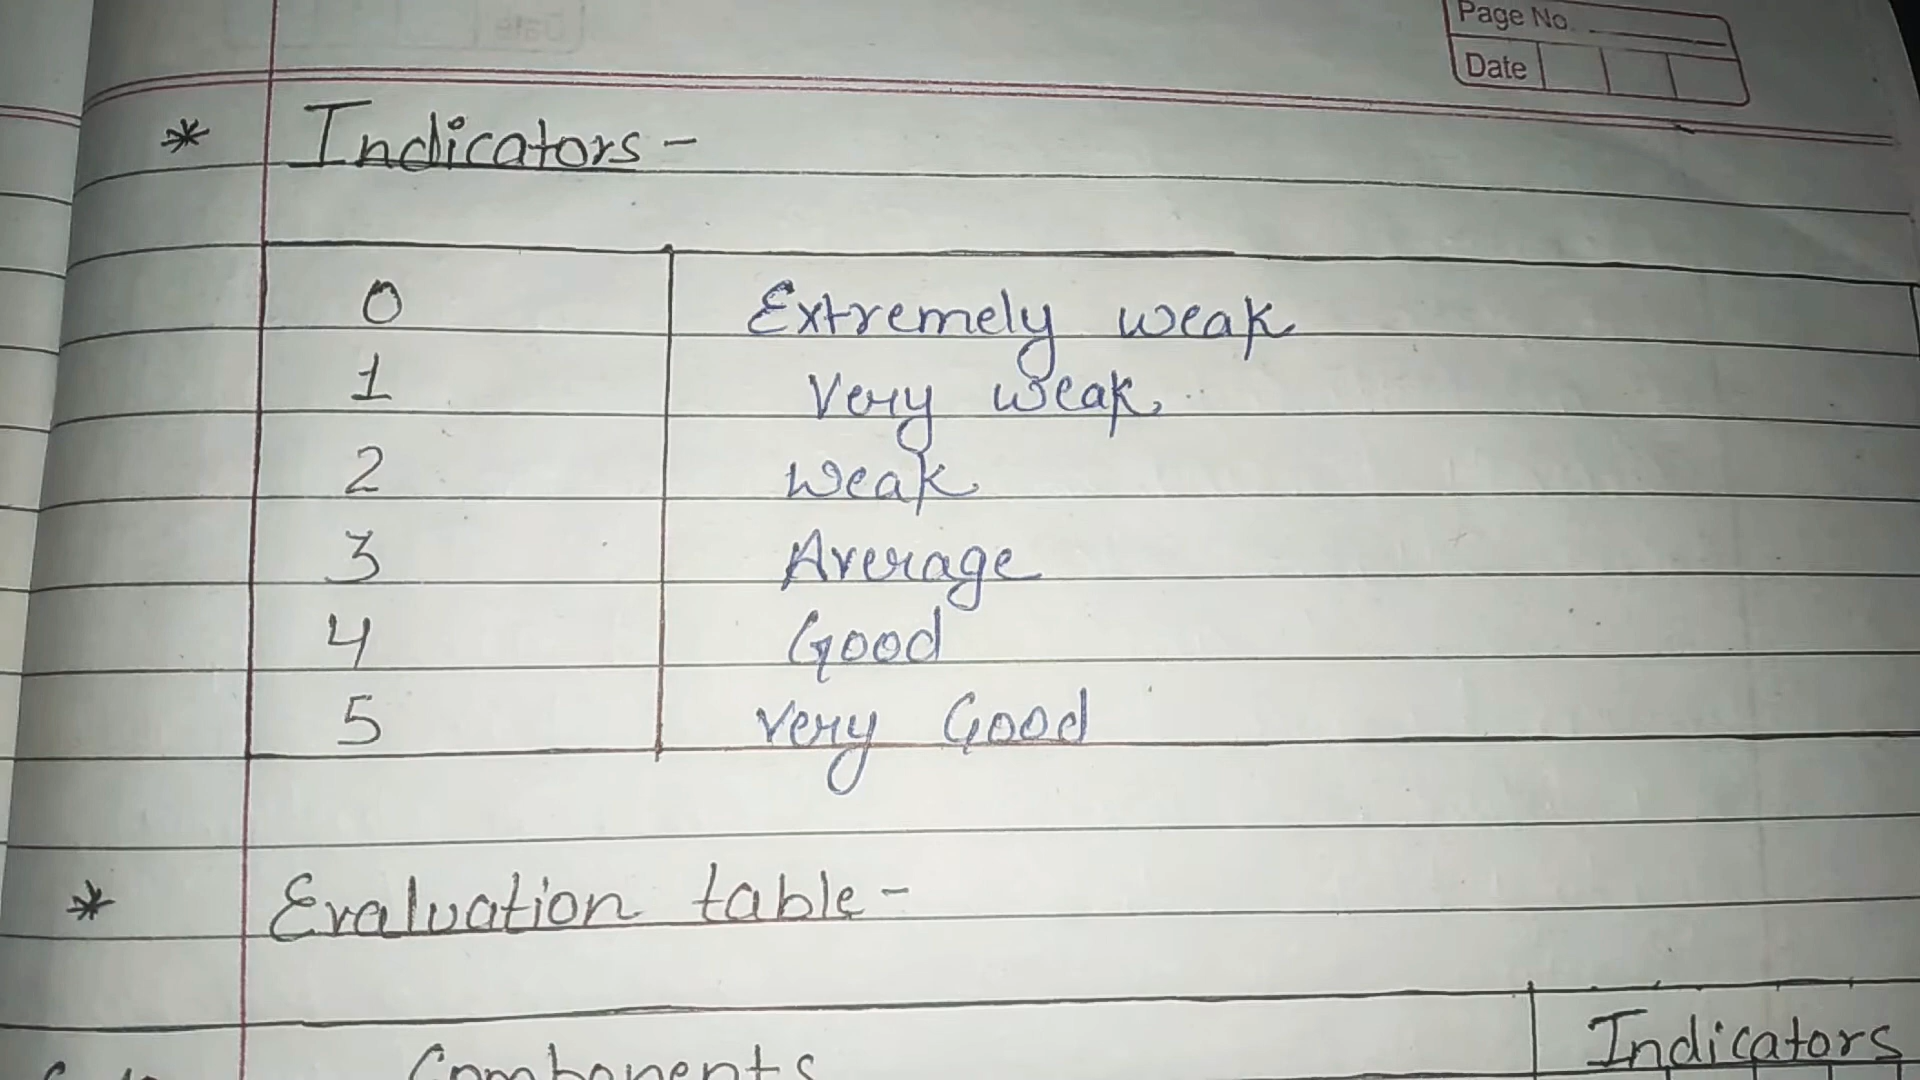 Page No.
Date
* Indicators -
0 Extremely weak
1 Very weak
2 Weak
3 Average
4 Good
5 Very Good
* Evaluation table -
Indicators
Components